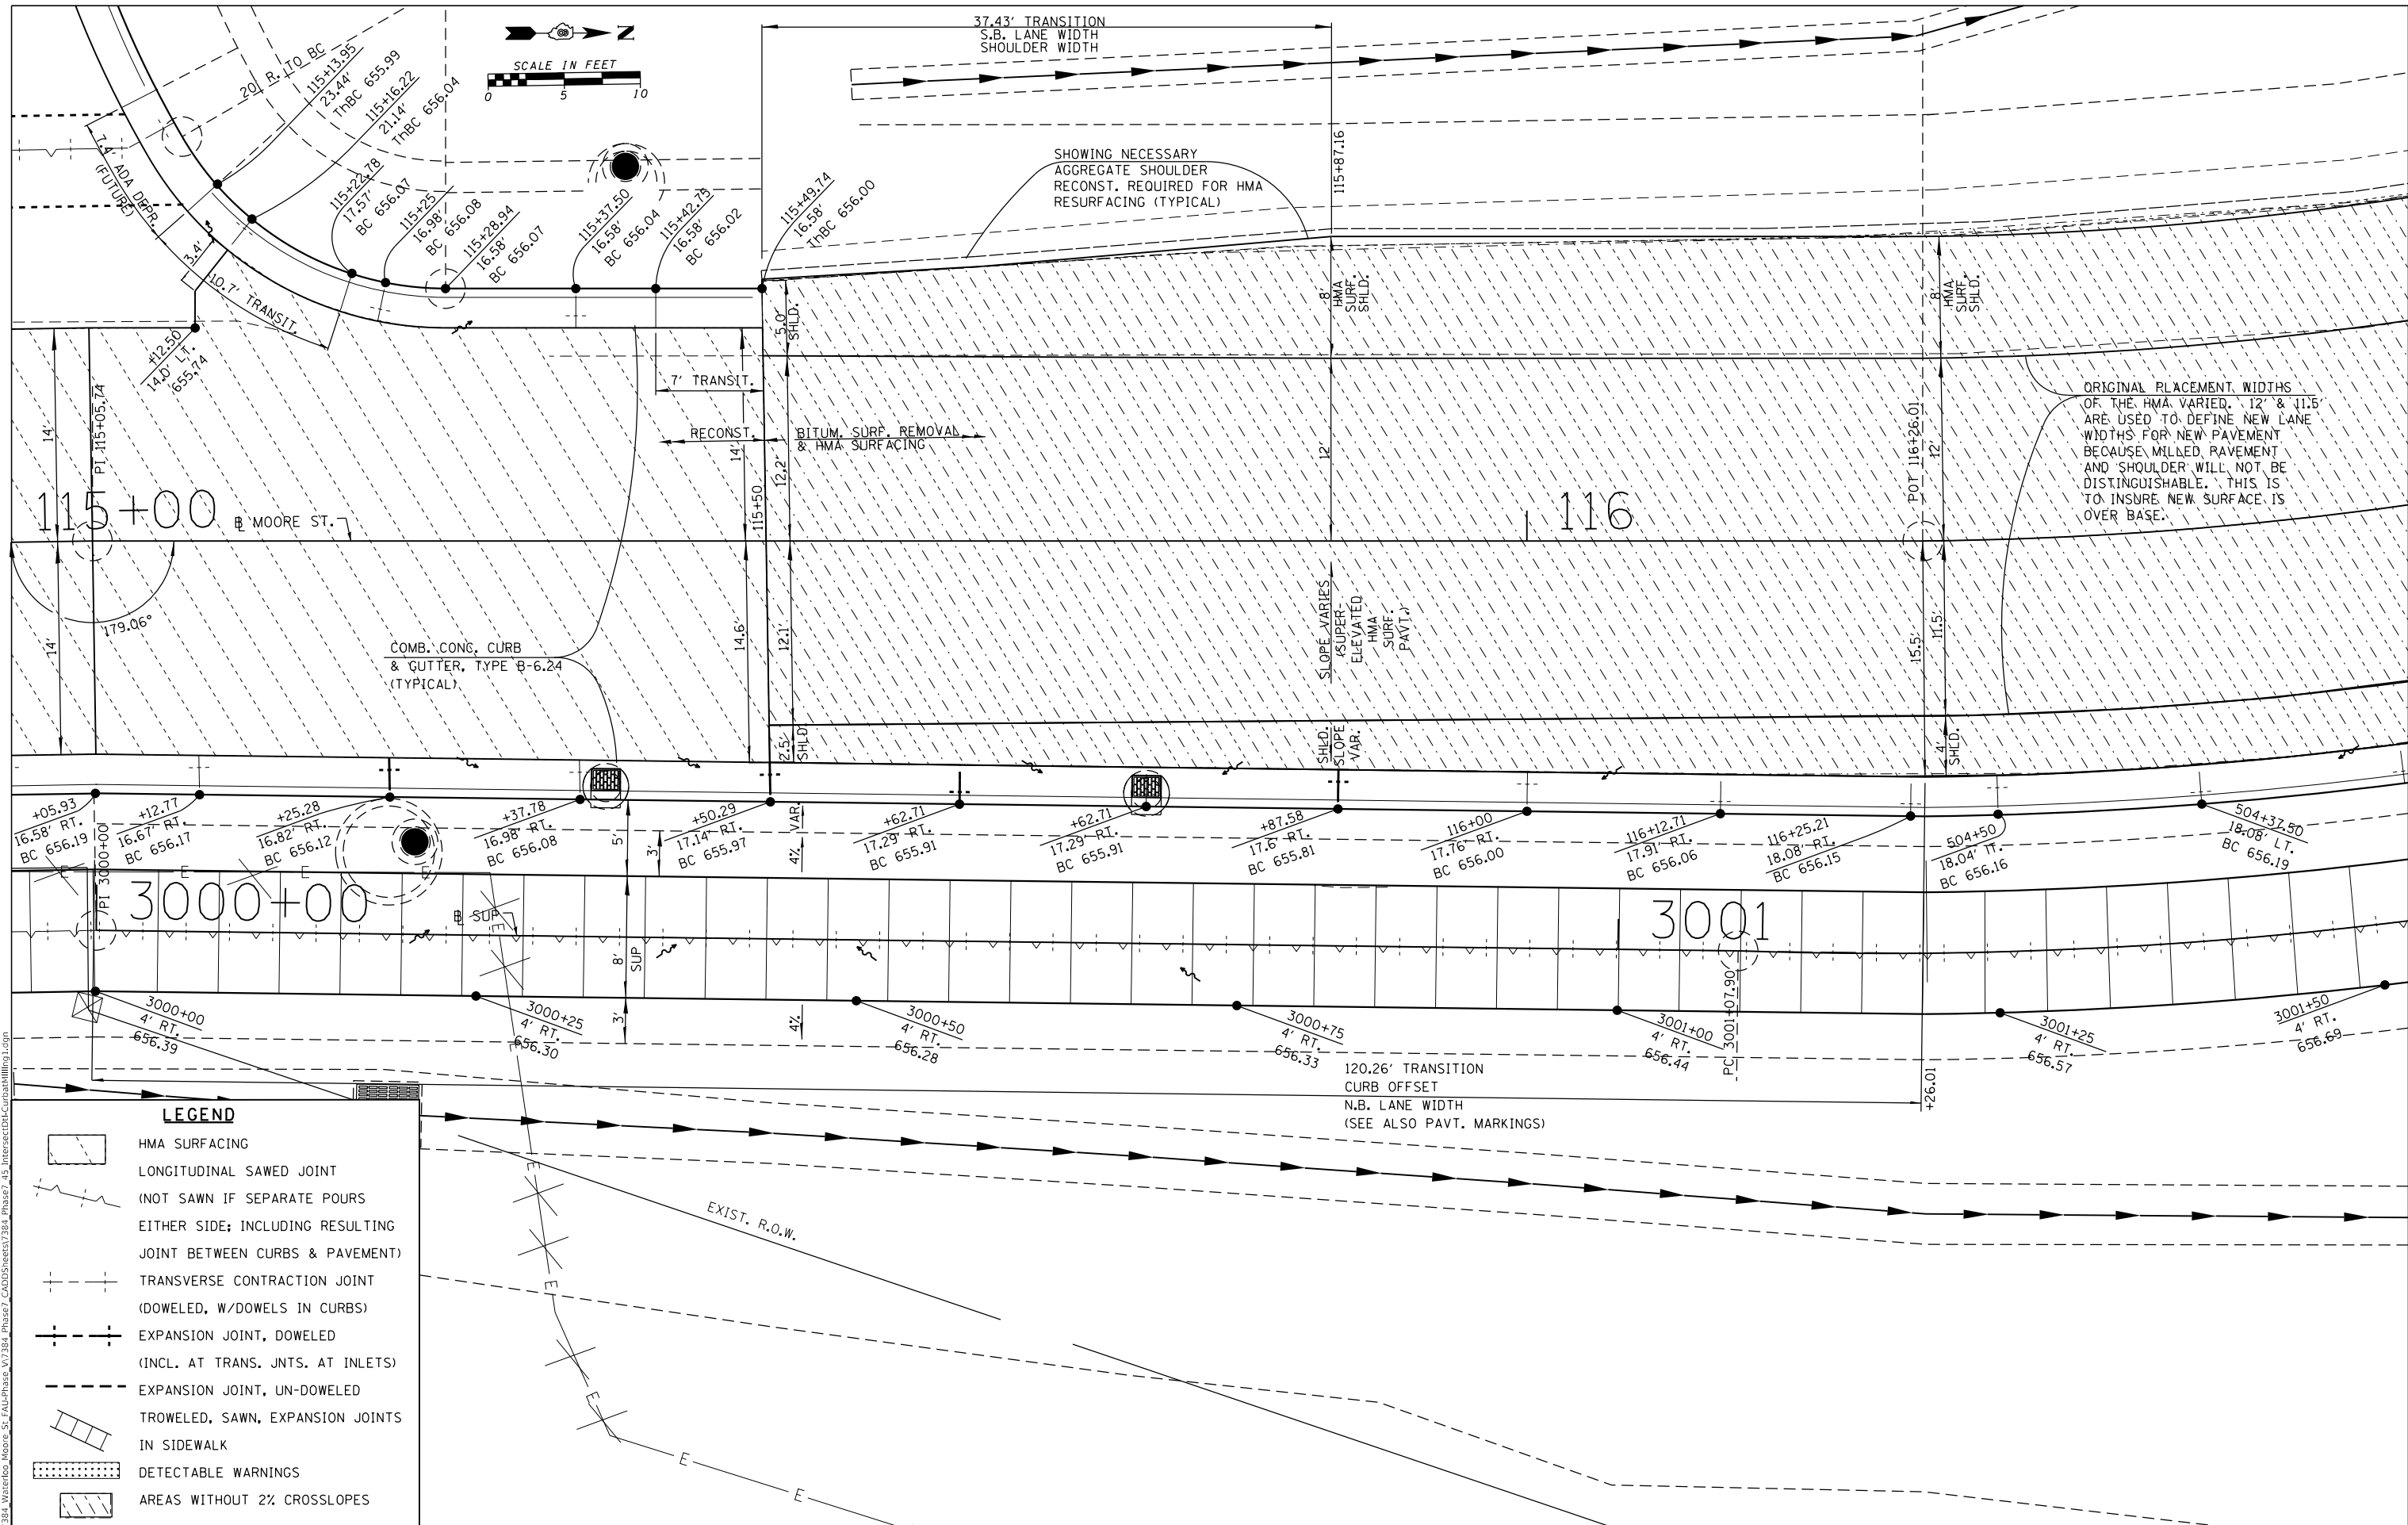 37.43' TRANSITION
S.B. LANE WIDTH
SHOULDER WIDTH
N
SCALE IN FEET
0 5 10
20' R. TO BC
115+13.95
23.44'
ThBC 655.99
115+16.22
21.14'
ThBC 656.04
7.4' ADA DEPR.
(FUTURE)
3.4'
10.7' TRANSIT.
115+22.78
17.57'
BC 656.07
115+25
16.98'
BC 656.08
115+28.94
16.58'
BC 656.07
115+37.50
16.58'
BC 656.04
115+42.75
16.58'
BC 656.02
115+49.74
16.58'
ThBC 656.00
SHOWING NECESSARY
AGGREGATE SHOULDER
RECONST. REQUIRED FOR HMA
RESURFACING (TYPICAL)
115+87.16
+12.50
14.0' LT.
655.74
5.0'
SHLD.
8'
HMA
SURF.
SHLD.
8'
HMA
SURF.
SHLD.
14'
PI 115+05.74
7' TRANSIT.
RECONST.
BITUM. SURF. REMOVAL
& HMA SURFACING
14'
12.2'
115+50
12'
POT 116+26.01
12'
ORIGINAL PLACEMENT WIDTHS
OF THE HMA VARIED. 12' & 11.5'
ARE USED TO DEFINE NEW LANE
WIDTHS FOR NEW PAVEMENT
BECAUSE MILLED PAVEMENT
AND SHOULDER WILL NOT BE
DISTINGUISHABLE. THIS IS
TO INSURE NEW SURFACE IS
OVER BASE.
115+00
BL MOORE ST.
116
179.06°
14'
COMB. CONC. CURB
& GUTTER, TYPE B-6.24
(TYPICAL)
14.6'
12.1'
SLOPE VARIES
(SUPER-
ELEVATED
HMA
SURF.
PAVT.)
15.5'
11.5'
2.5'
SHLD.
SHLD.
SLOPE
VAR.
4'
SHLD.
+05.93
16.58' RT.
BC 656.19
+12.77
16.67' RT.
BC 656.17
+25.28
16.82' RT.
BC 656.12
+37.78
16.98' RT.
BC 656.08
+50.29
17.14' RT.
BC 655.97
+62.71
17.29' RT.
BC 655.91
+62.71
17.29' RT.
BC 655.91
+87.58
17.6' RT.
BC 655.81
116+00
17.76' RT.
BC 656.00
116+12.71
17.91' RT.
BC 656.06
116+25.21
18.08' RT.
BC 656.15
504+50
18.04' LT.
BC 656.16
504+37.50
18.08' LT.
BC 656.19
5'
3'
VAR.
4%
PI 3000+00
E E E E
3000+00
BL SUP
3001
E
8'
SUP
3'
4%
PC 3001+07.90
3000+00
4' RT.
656.39
3000+25
4' RT.
656.30
3000+50
4' RT.
656.28
3000+75
4' RT.
656.33
3001+00
4' RT.
656.44
3001+25
4' RT.
656.57
3001+50
4' RT.
656.69
120.26' TRANSITION
CURB OFFSET
N.B. LANE WIDTH
(SEE ALSO PAVT. MARKINGS)
+26.01
EXIST. R.O.W.
E
E
E
E
E
E
LEGEND
HMA SURFACING
LONGITUDINAL SAWED JOINT
(NOT SAWN IF SEPARATE POURS
EITHER SIDE; INCLUDING RESULTING
JOINT BETWEEN CURBS & PAVEMENT)
TRANSVERSE CONTRACTION JOINT
(DOWELED, W/DOWELS IN CURBS)
EXPANSION JOINT, DOWELED
(INCL. AT TRANS. JNTS. AT INLETS)
EXPANSION JOINT, UN-DOWELED
TROWELED, SAWN, EXPANSION JOINTS
IN SIDEWALK
DETECTABLE WARNINGS
AREAS WITHOUT 2% CROSSLOPES